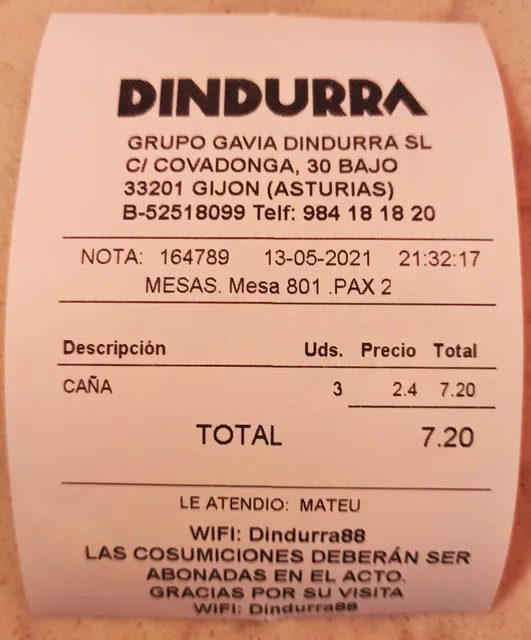 DINDURRA
GRUPO GAVIA DINDURRA SL
C/ COVADONGA, 30 BAJO
33201 GIJON (ASTURIAS)
B-52518099 Telf: 984 18 18 20
NOTA: 164789 13-05-2021 21:32:17
MESAS. Mesa 801 .PAX 2
Descripción Uds. Precio Total
CAÑA 3 2.4 7.20
TOTAL 7.20
LE ATENDIO: MATEU
WIFI: Dindurra88
LAS COSUMICIONES DEBERÁN SER
ABONADAS EN EL ACTO.
GRACIAS POR SU VISITA
WIFI: Dindurra88